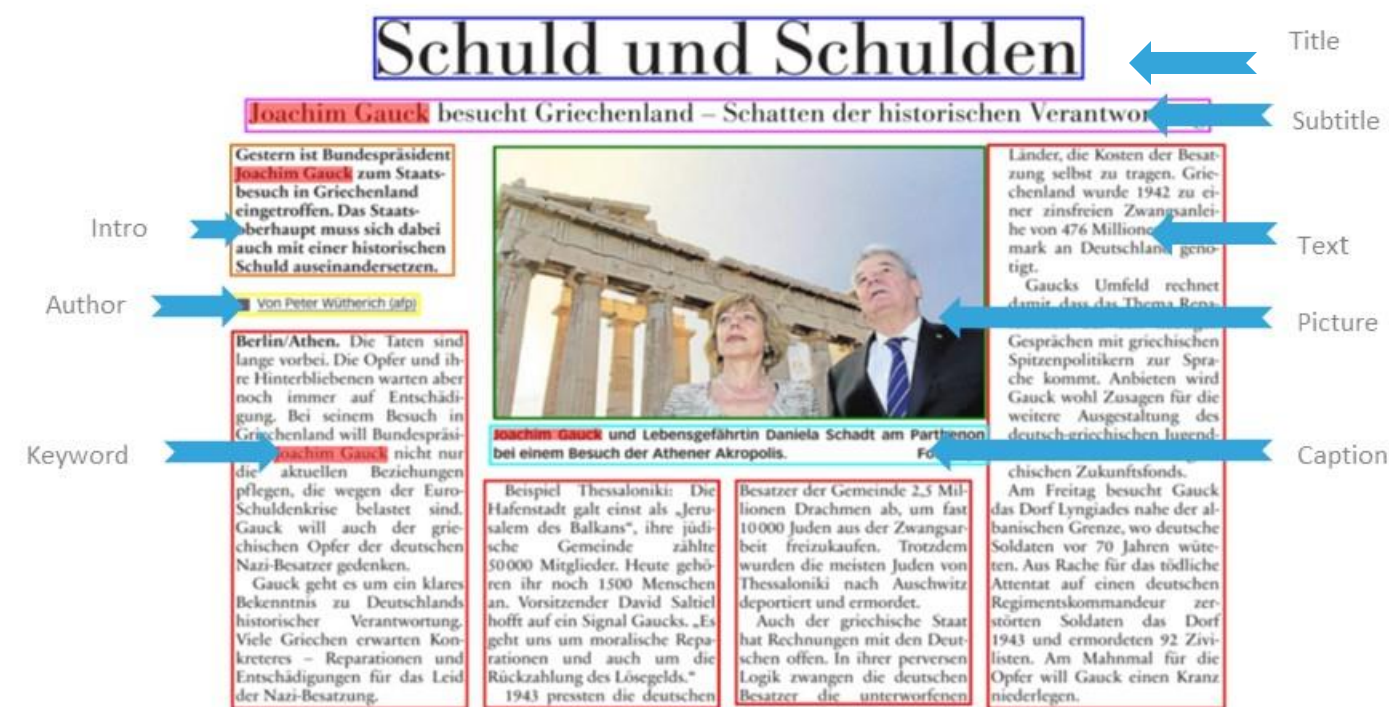 Schuld und Schulden
Title
Joachim Gauck besucht Griechenland – Schatten der historischen
Subtitle
Gestern ist Bundespräsident
Joachim Gauck zum Staats-
besuch in Griechenland
eingetroffen. Das Staats-
oberhaupt muss sich dabei
auch mit einer historischen
Schuld auseinandersetzen.
Intro
Von Peter Wütherich (afp)
Author
Berlin/Athen. Die Taten sind
lange vorbei. Die Opfer und ih-
re Hinterbliebenen warten aber
noch immer auf Entschädi-
gung. Bei seinem Besuch in
Griechenland will Bundespräsi-
Joachim Gauck nicht nur
die aktuellen Beziehungen
pflegen, die wegen der Euro-
Schuldenkrise belastet sind.
Gauck will auch der grie-
chischen Opfer der deutschen
Nazi-Besatzer gedenken.
Gauck geht es um ein klares
Bekenntnis zu Deutschlands
historischer Verantwortung.
Viele Griechen erwarten Kon-
kreteres – Reparationen und
Entschädigungen für das Leid
der Nazi-Besatzung.
Keyword
Joachim Gauck und Lebensgefährtin Daniela Schadt am Parthenon
bei einem Besuch der Athener Akropolis.
Caption
Beispiel Thessaloniki: Die
Hafenstadt galt einst als „Jeru-
salem des Balkans“, ihre jüdi-
sche Gemeinde zählte
50 000 Mitglieder. Heute gehö-
ren ihr noch 1500 Menschen
an. Vorsitzender David Saltiel
hofft auf ein Signal Gaucks. „Es
geht uns um moralische Repa-
rationen und auch um die
Rückzahlung des Lösegelds.“
1943 pressten die deutschen
Besatzer der Gemeinde 2,5 Mil-
lionen Drachmen ab, um fast
10 000 Juden aus der Zwangsar-
beit freizukaufen. Trotzdem
wurden die meisten Juden von
Thessaloniki nach Auschwitz
deportiert und ermordet.
Auch der griechische Staat
hat Rechnungen mit den Deut-
schen offen. In ihrer perversen
Logik zwangen die deutschen
Besatzer die unterworfenen
Länder, die Kosten der Besat-
zung selbst zu tragen. Grie-
chenland wurde 1942 zu ei-
ner zinsfreien Zwangsanlei-
he von 476
mark an Deutschland genö-
tigt.
Gaucks Umfeld rechnet
damit, dass das Thema Repa-
Gesprächen mit griechischen
Spitzenpolitikern zur Spra-
che kommt. Anbieten wird
Gauck wohl Zusagen für die
weitere Ausgestaltung des
deutsch-griechischen Jugend-
chischen Zukunftsfonds.
Am Freitag besucht Gauck
das Dorf Lyngiades nahe der al-
banischen Grenze, wo deutsche
Soldaten vor 70 Jahren wüte-
ten. Aus Rache für das tödliche
Attentat auf einen deutschen
Regimentskommandeur zer-
störten Soldaten das Dorf
1943 und ermordeten 92 Zivi-
listen. Am Mahnmal für die
Opfer will Gauck einen Kranz
niederlegen.
Text
Picture